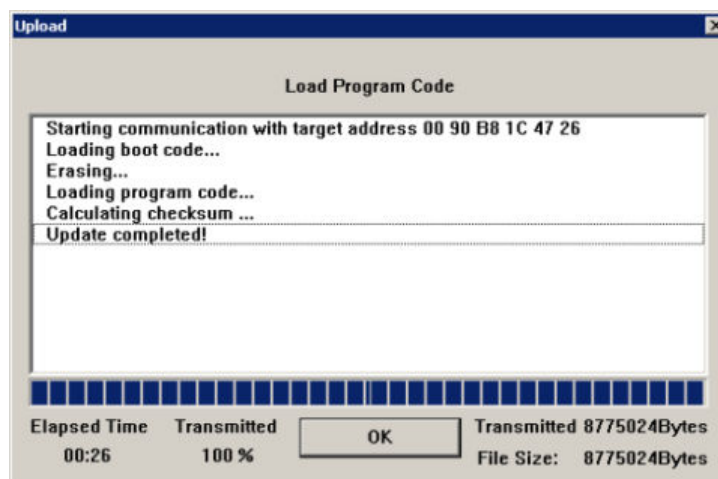 Upload
Load Program Code
Starting communication with target address 00 90 B8 1C 47 26
Loading boot code...
Erasing...
Loading program code...
Calculating checksum ...
Update completed!
Elapsed Time Transmitted OK Transmitted 8775024Bytes
00:26 100 % File Size: 8775024Bytes